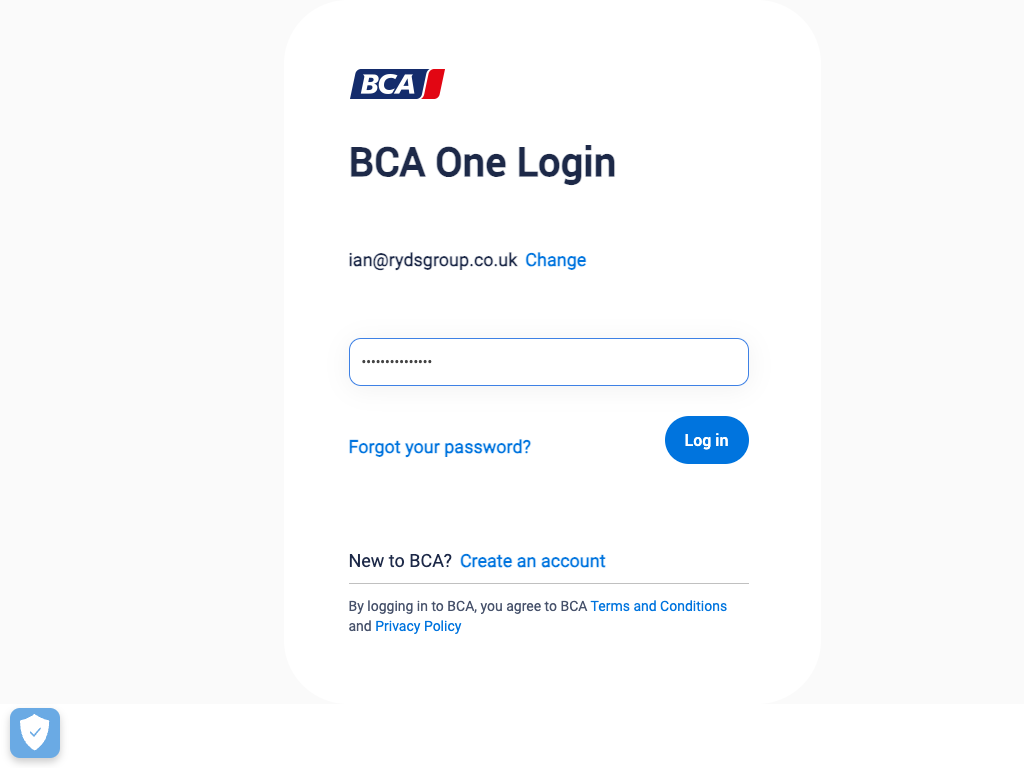 BCA
BCA One Login
ian@rydsgroup.co.uk Change
•••••••••••••••
Forgot your password?
Log in
New to BCA? Create an account
By logging in to BCA, you agree to BCA Terms and Conditions
and Privacy Policy